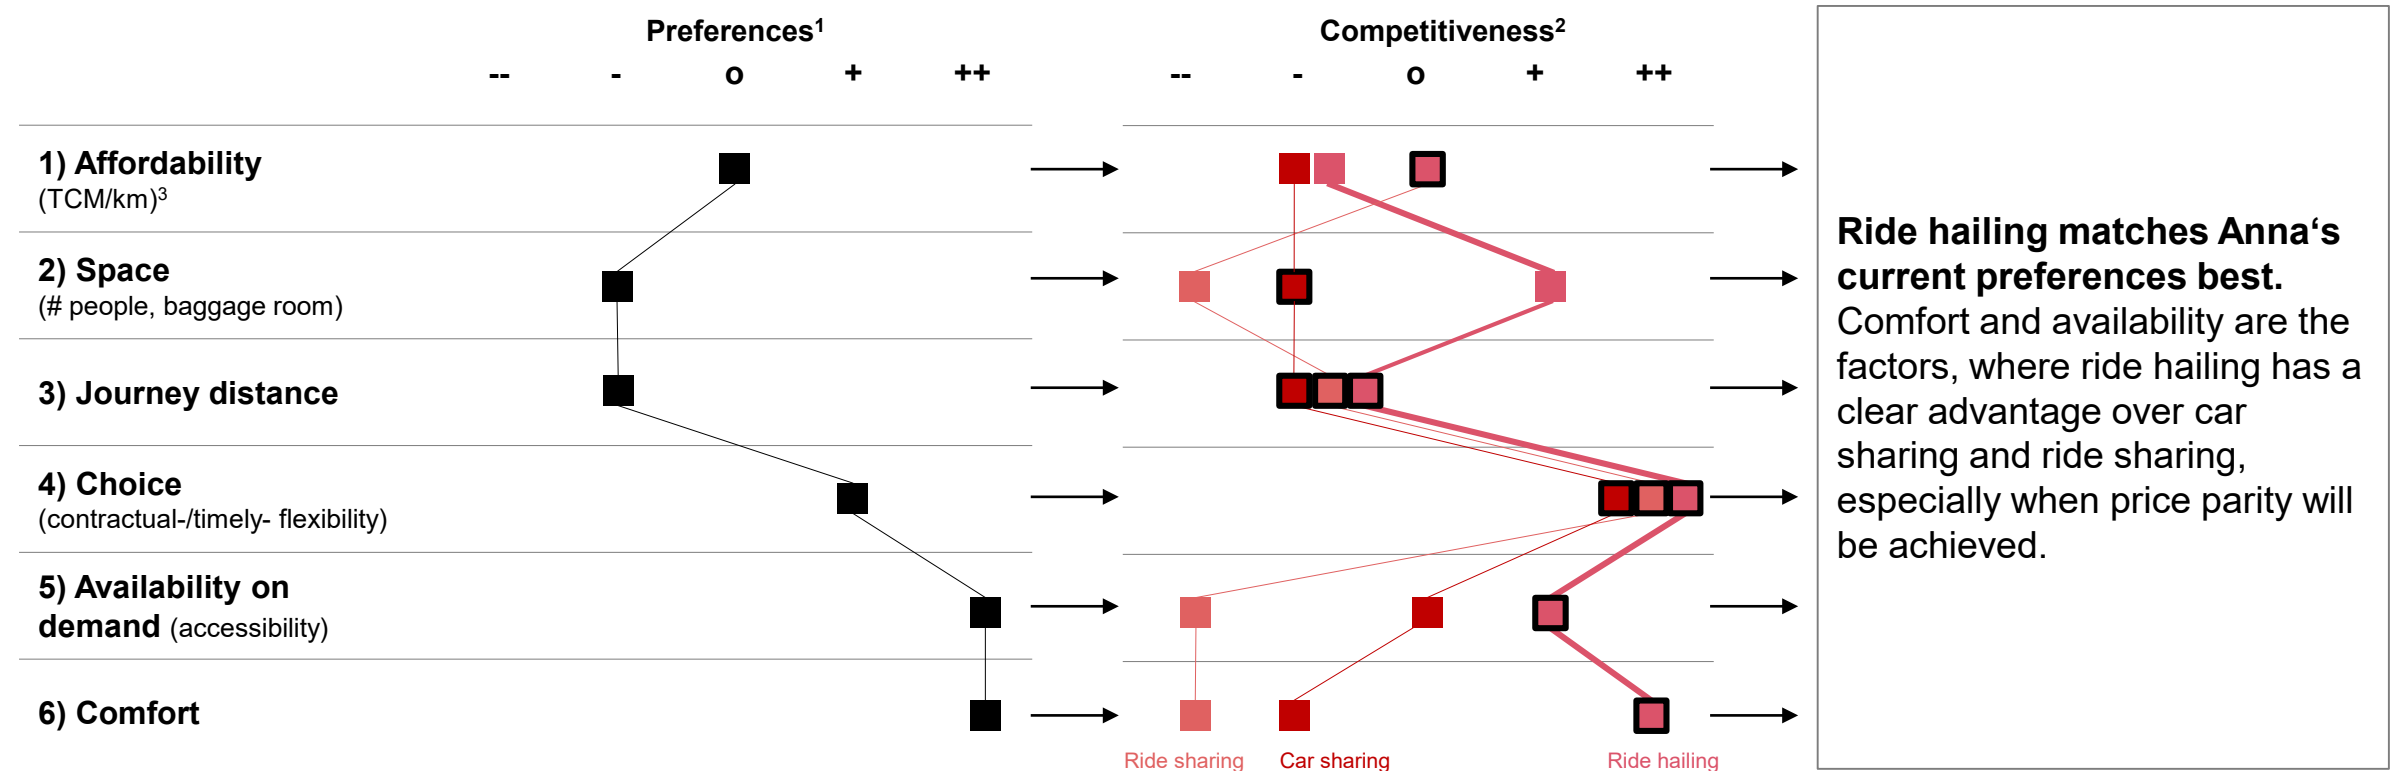 Preferences¹
Competitiveness²
-- - o + ++
-- - o + ++
1) Affordability
(TCM/km)³
2) Space
(# people, baggage room)
3) Journey distance
4) Choice
(contractual-/timely- flexibility)
5) Availability on
demand (accessibility)
6) Comfort
Ride sharing
Car sharing
Ride hailing
Ride hailing matches Anna‘s
current preferences best.
Comfort and availability are the
factors, where ride hailing has a
clear advantage over car
sharing and ride sharing,
especially when price parity will
be achieved.